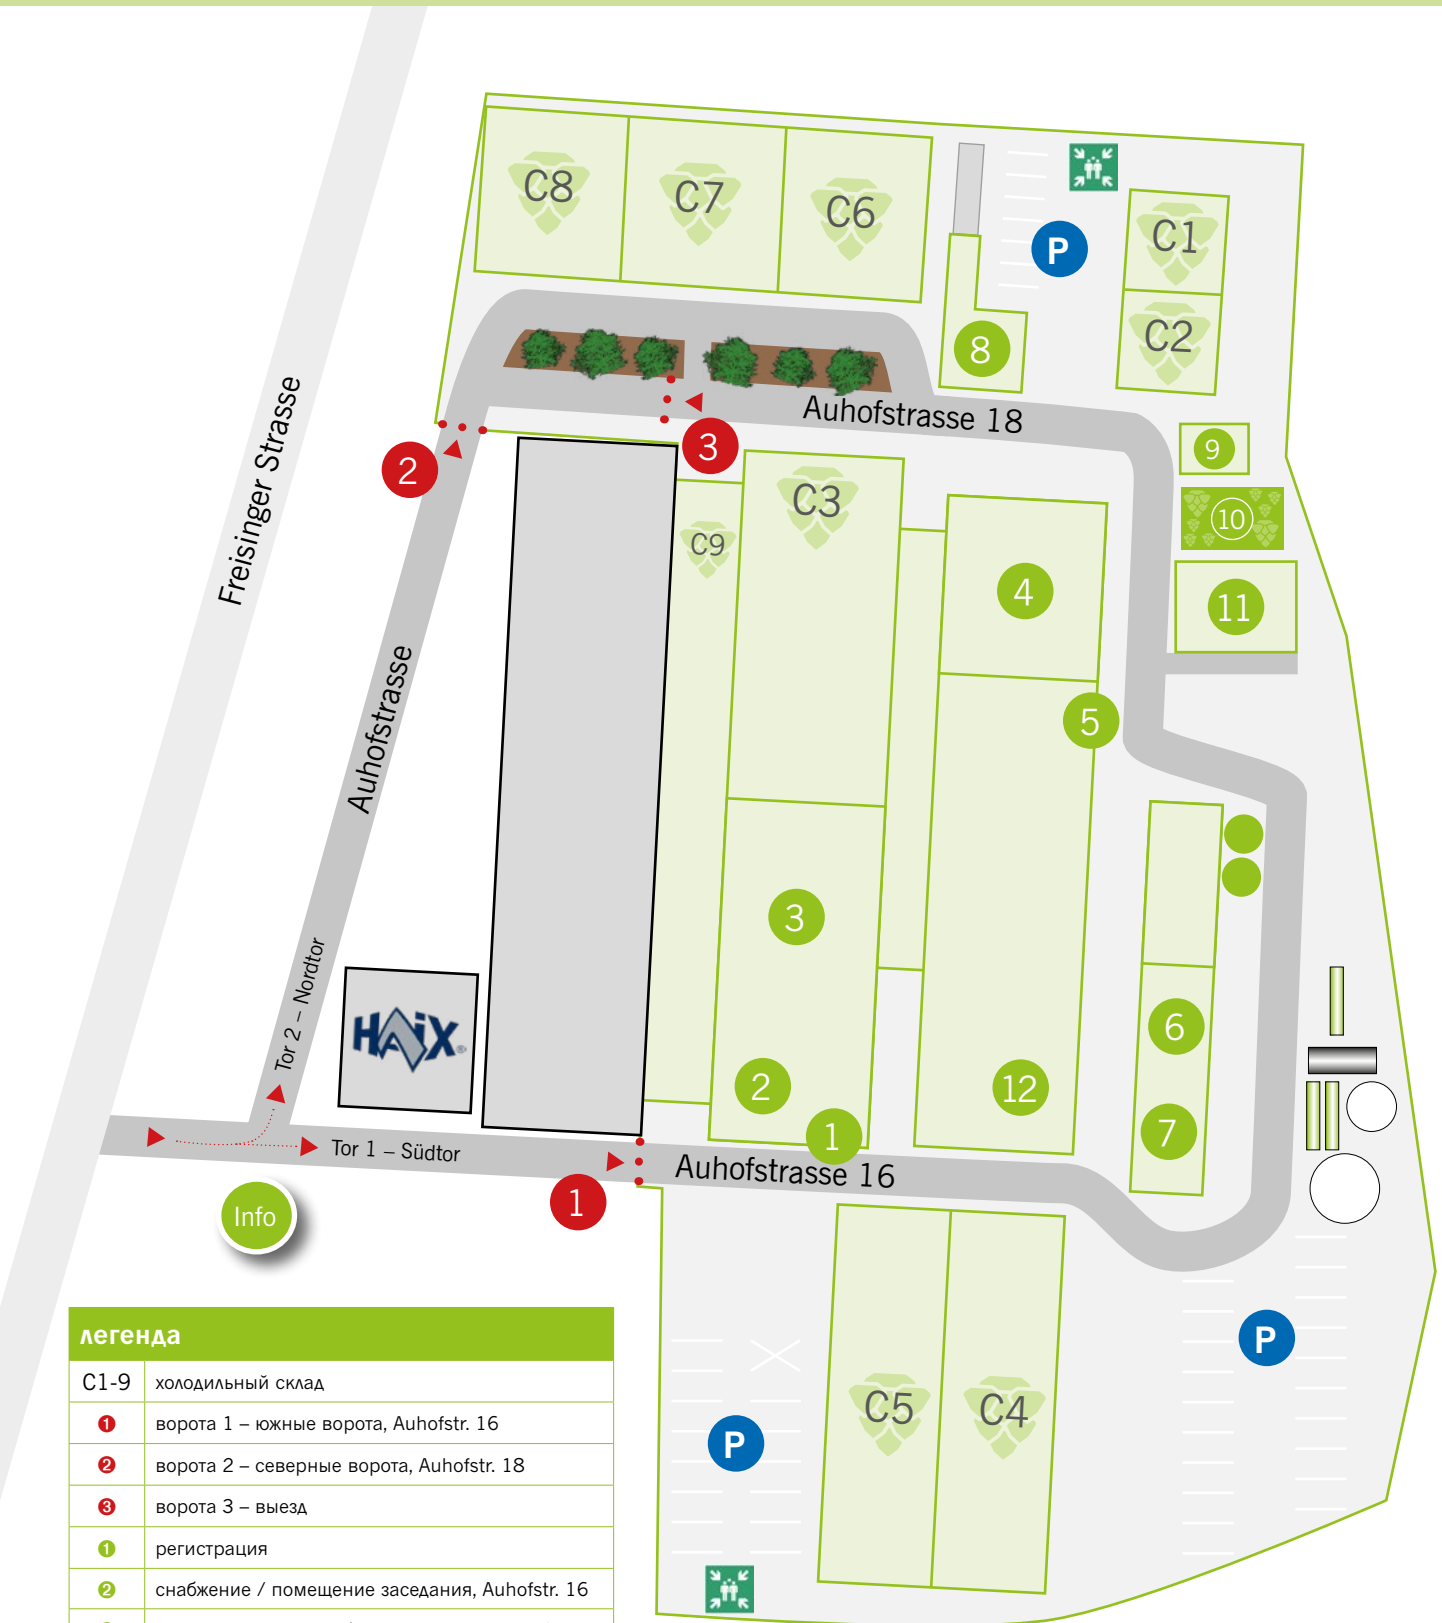 C8
C7
C6
C1
P
C2
8
Auhofstrasse 18
3
2
9
C3
10
C9
Freisinger Strasse
4
11
Auhofstrasse
5
3
Tor 2 – Nordtor
HAIX®
6
2
12
1
7
Tor 1 – Südtor
Auhofstrasse 16
1
Info
P
C5
C4
P
легенда
C1-9 холодильный склад
1 ворота 1 – южные ворота, Auhofstr. 16
2 ворота 2 – северные ворота, Auhofstr. 18
3 ворота 3 – выезд
1 регистрация
2 снабжение / помещение заседания, Auhofstr. 16